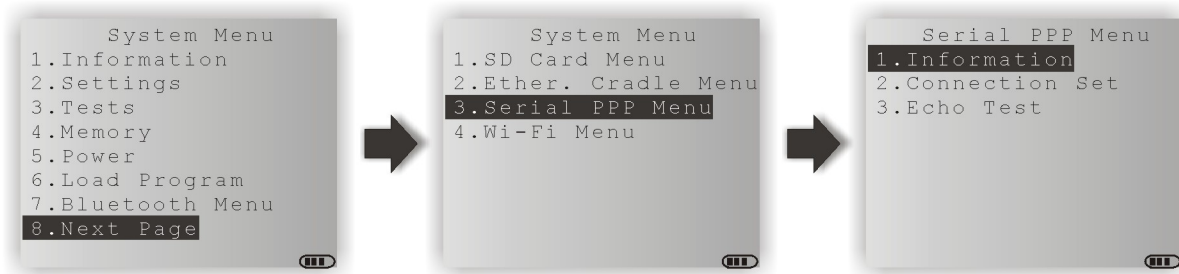 System Menu
1.Information
2.Settings
3.Tests
4.Memory
5.Power
6.Load Program
7.Bluetooth Menu
8.Next Page
System Menu
1.SD Card Menu
2.Ether. Cradle Menu
3.Serial PPP Menu
4.Wi-Fi Menu
Serial PPP Menu
1.Information
2.Connection Set
3.Echo Test